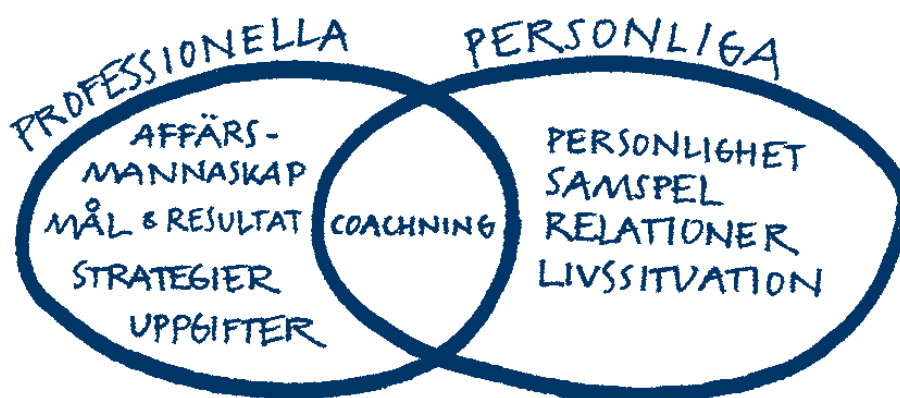 PROFESSIONELLA
PERSONLIGA
AFFÄRS-
MANNASKAP
MÅL & RESULTAT
STRATEGIER
UPPGIFTER
COACHNING
PERSONLIGHET
SAMSPEL
RELATIONER
LIVSSITUATION